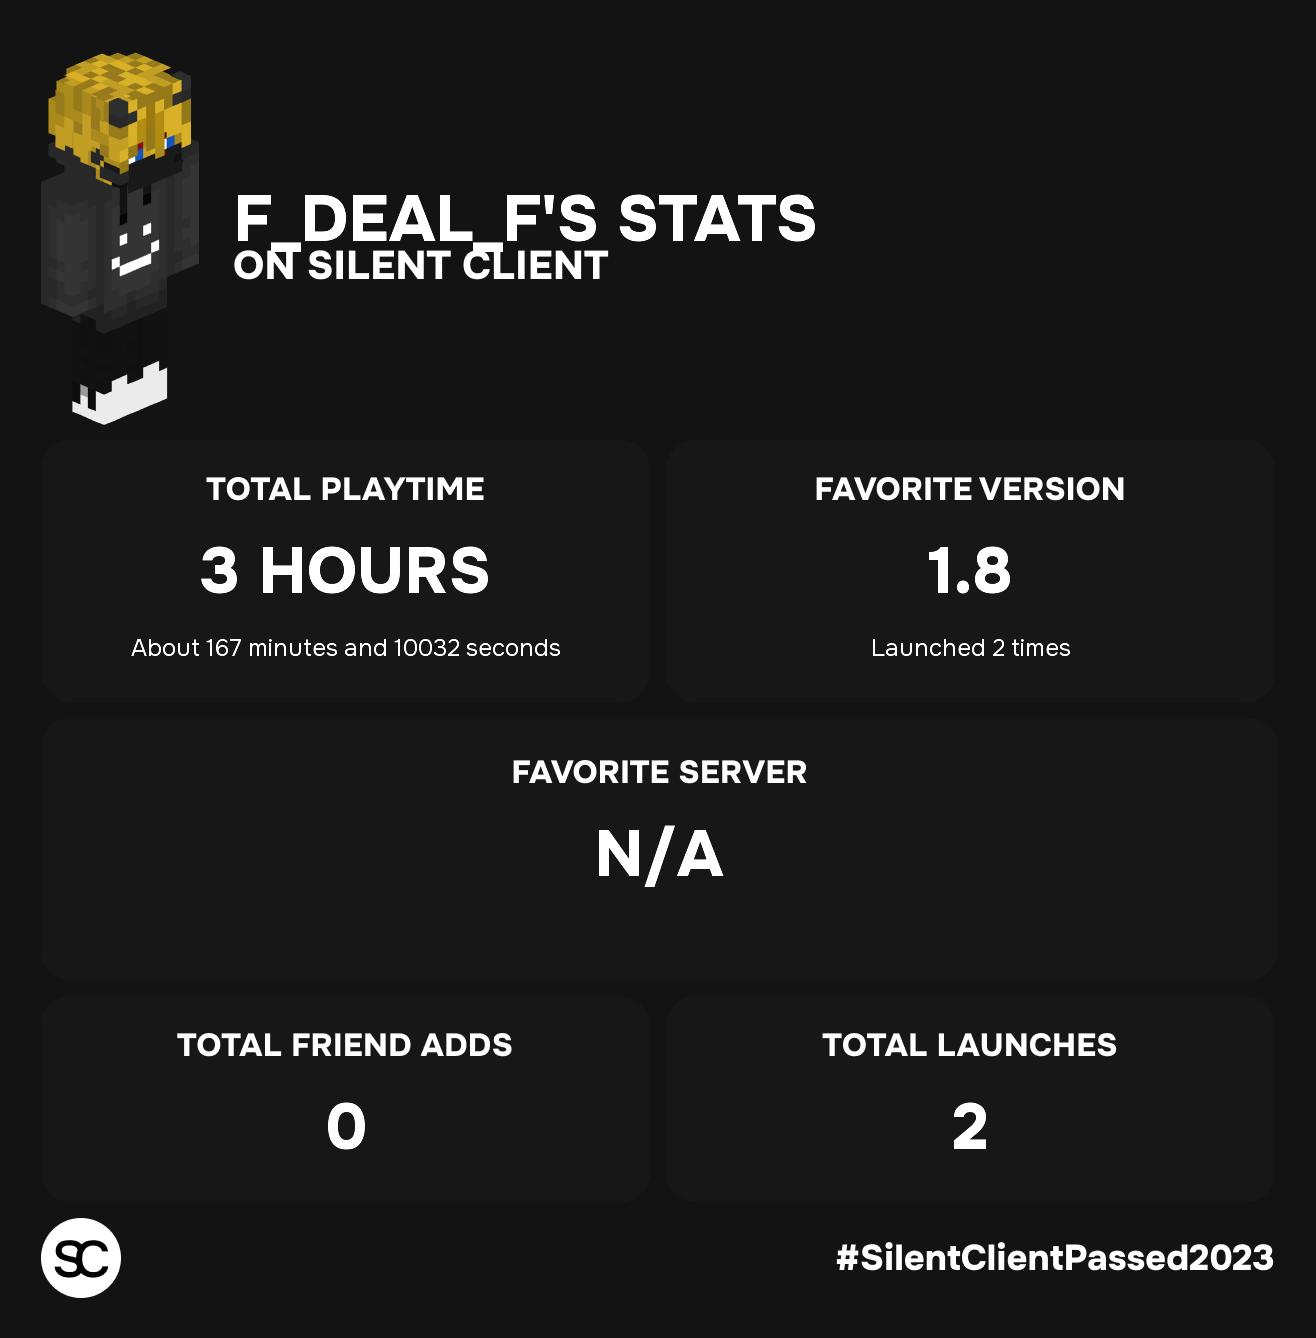 F_DEAL_F'S STATS
ON SILENT CLIENT
TOTAL PLAYTIME
3 HOURS
About 167 minutes and 10032 seconds
FAVORITE VERSION
1.8
Launched 2 times
FAVORITE SERVER
N/A
TOTAL FRIEND ADDS
0
TOTAL LAUNCHES
2
SC
#SilentClientPassed2023